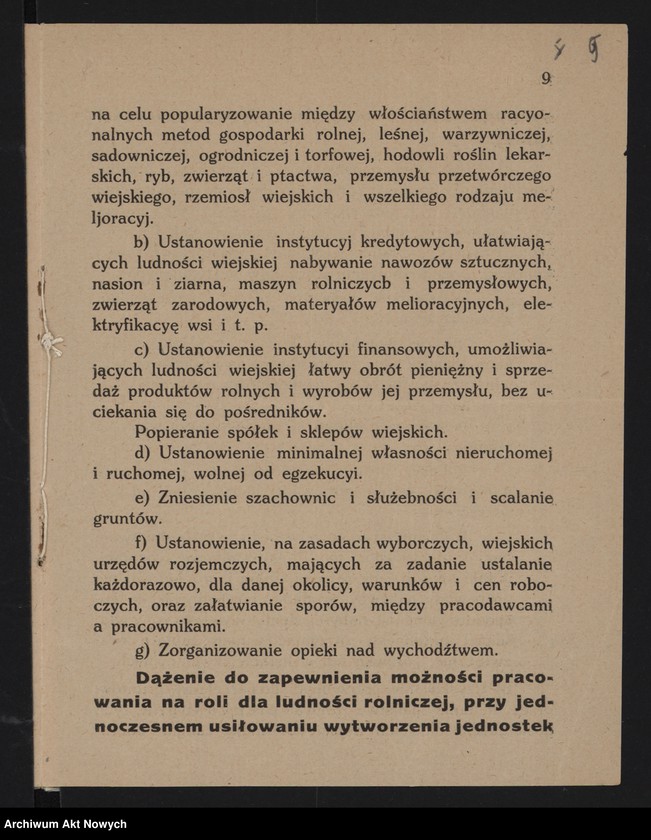 9
9
na celu popularyzowanie między włościaństwem racyo-
nalnych metod gospodarki rolnej, leśnej, warzywniczej,
sadowniczej, ogrodniczej i torfowej, hodowli roślin lekar-
skich, ryb, zwierząt i ptactwa, przemysłu przetwórczego
wiejskiego, rzemiosł wiejskich i wszelkiego rodzaju me-
ljoracyj.
b) Ustanowienie instytucyj kredytowych, ułatwiają-
cych ludności wiejskiej nabywanie nawozów sztucznych,
nasion i ziarna, maszyn rolniczycb i przemysłowych,
zwierząt zarodowych, materyałów melioracyjnych, ele-
ktryfikacyę wsi i t. p.
c) Ustanowienie instytucyi finansowych, umożliwia-
jących ludności wiejskiej łatwy obrót pieniężny i sprze-
daż produktów rolnych i wyrobów jej przemysłu, bez u-
ciekania się do pośredników.
Popieranie spółek i sklepów wiejskich.
d) Ustanowienie minimalnej własności nieruchomej
i ruchomej, wolnej od egzekucyi.
e) Zniesienie szachownic i służebności i scalanie
gruntów.
f) Ustanowienie, na zasadach wyborczych, wiejskich
urzędów rozjemczych, mających za zadanie ustalanie
każdorazowo, dla danej okolicy, warunków i cen robo-
czych, oraz załatwianie sporów, między pracodawcami
a pracownikami.
g) Zorganizowanie opieki nad wychodźtwem.
Dążenie do zapewnienia możności praco-
wania na roli dla ludności rolniczej, przy jed-
noczesnem usiłowaniu wytworzenia jednostek
Archiwum Akt Nowych